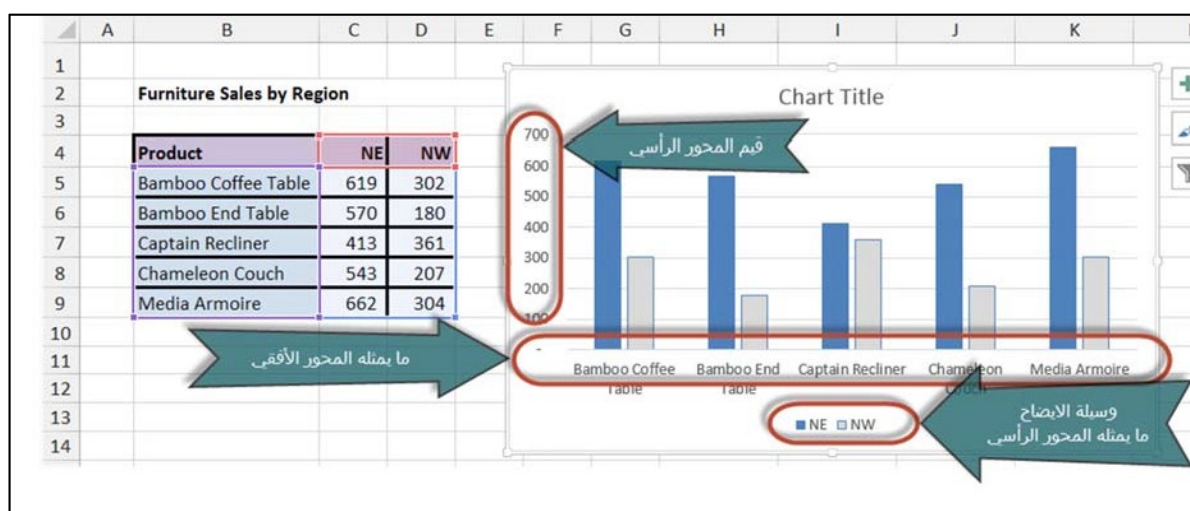 A B C D E F G H I J K
1
2 Furniture Sales by Region
3
4 Product NE NW
5 Bamboo Coffee Table 619 302
6 Bamboo End Table 570 180
7 Captain Recliner 413 361
8 Chameleon Couch 543 207
9 Media Armoire 662 304
10
11
12
13
14
Chart Title
700
600
500
400
300
200
100
-
قيم المحور الرأسي
ما يمثله المحور الأفقي
Bamboo Coffee Table
Bamboo End Table
Captain Recliner
Chameleon Couch
Media Armoire
NE NW
وسيلة الايضاح
ما يمثله المحور الرأسي